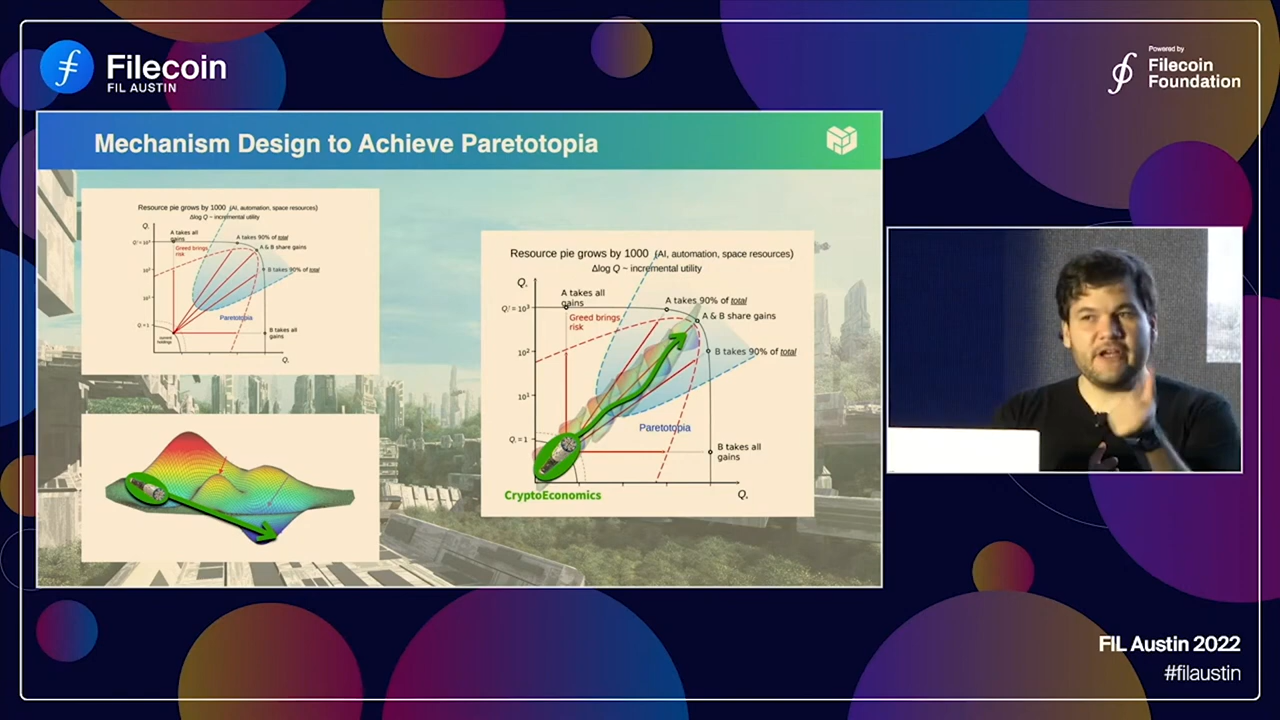 Filecoin
FIL AUSTIN
Powered by
Filecoin
Foundation
Mechanism Design to Achieve Paretotopia
Resource pie grows by 1000 (AI, automation, space resources)
Δlog Q ~ incremental utility
Q,
A takes all
gains
A takes 90% of total
Greed brings
risk
A & B share gains
B takes 90% of total
Paretotopia
Q, = 1
current
holdings
B takes all
gains
Q,
Resource pie grows by 1000 (AI, automation, space resources)
Δlog Q ~ incremental utility
Q,
A takes all
gains
A takes 90% of total
Q, = 10³
Greed brings
risk
A & B share gains
10²
B takes 90% of total
10¹
Paretotopia
Q, = 1
B takes all
gains
CryptoEconomics
Q,
FIL Austin 2022
#filaustin